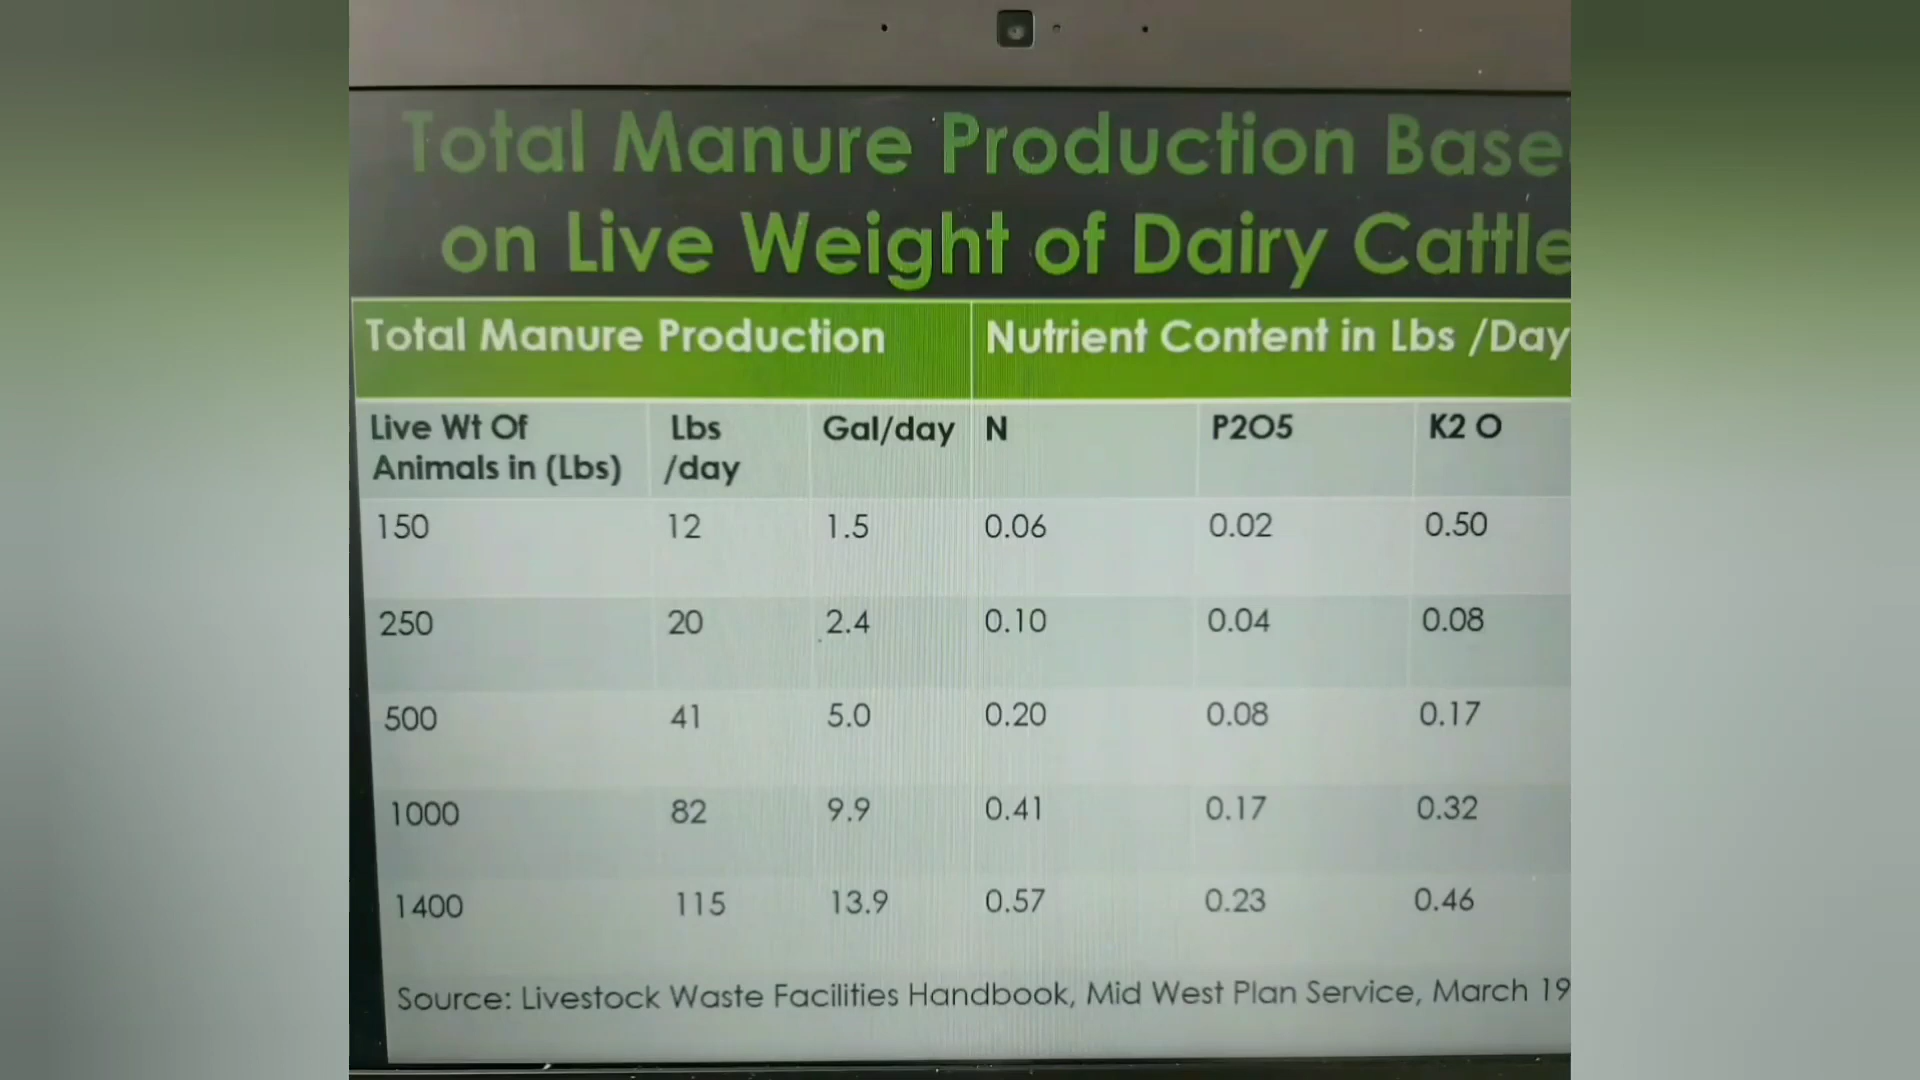 Total Manure Production Base
on Live Weight of Dairy Cattle
Total Manure Production Nutrient Content in Lbs /Day
Live Wt Of Animals in (Lbs) Lbs /day Gal/day N P2O5 K2 O
150 12 1.5 0.06 0.02 0.50
250 20 2.4 0.10 0.04 0.08
500 41 5.0 0.20 0.08 0.17
1000 82 9.9 0.41 0.17 0.32
1400 115 13.9 0.57 0.23 0.46
Source: Livestock Waste Facilities Handbook, Mid West Plan Service, March 19